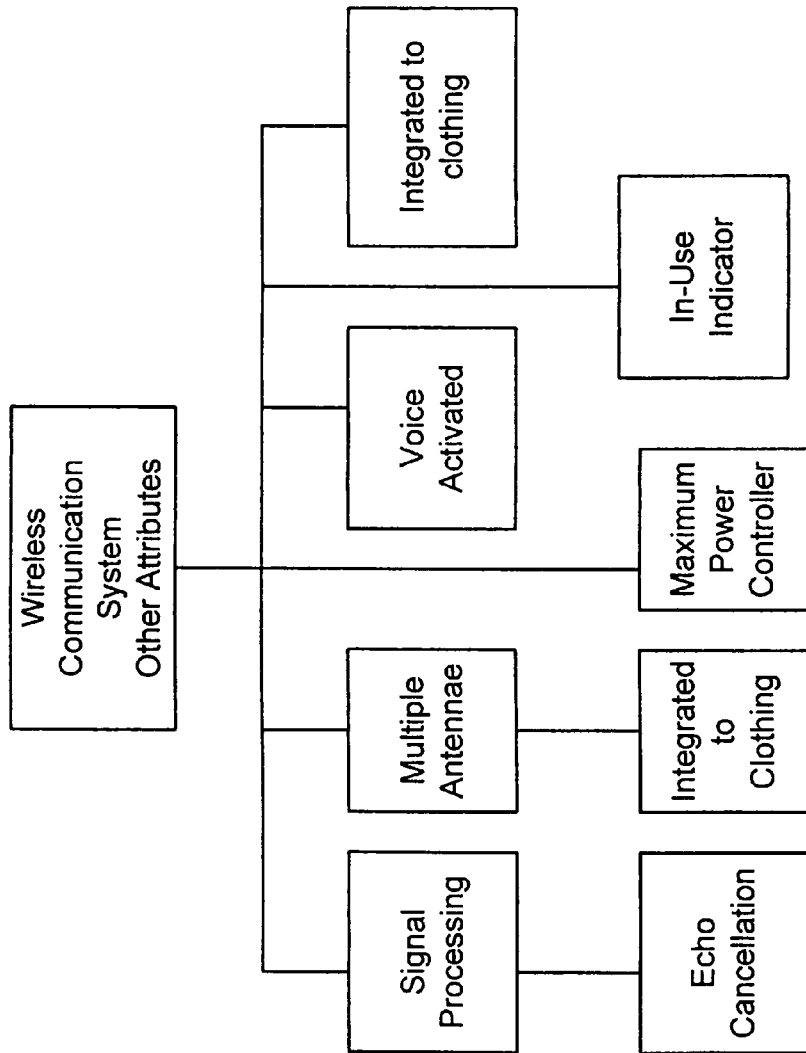 Wireless
Communication
System
Other Attributes
Signal
Processing
Multiple
Antennae
Voice
Activated
Integrated to
clothing
Echo
Cancellation
Integrated
to
Clothing
Maximum
Power
Controller
In-Use
Indicator